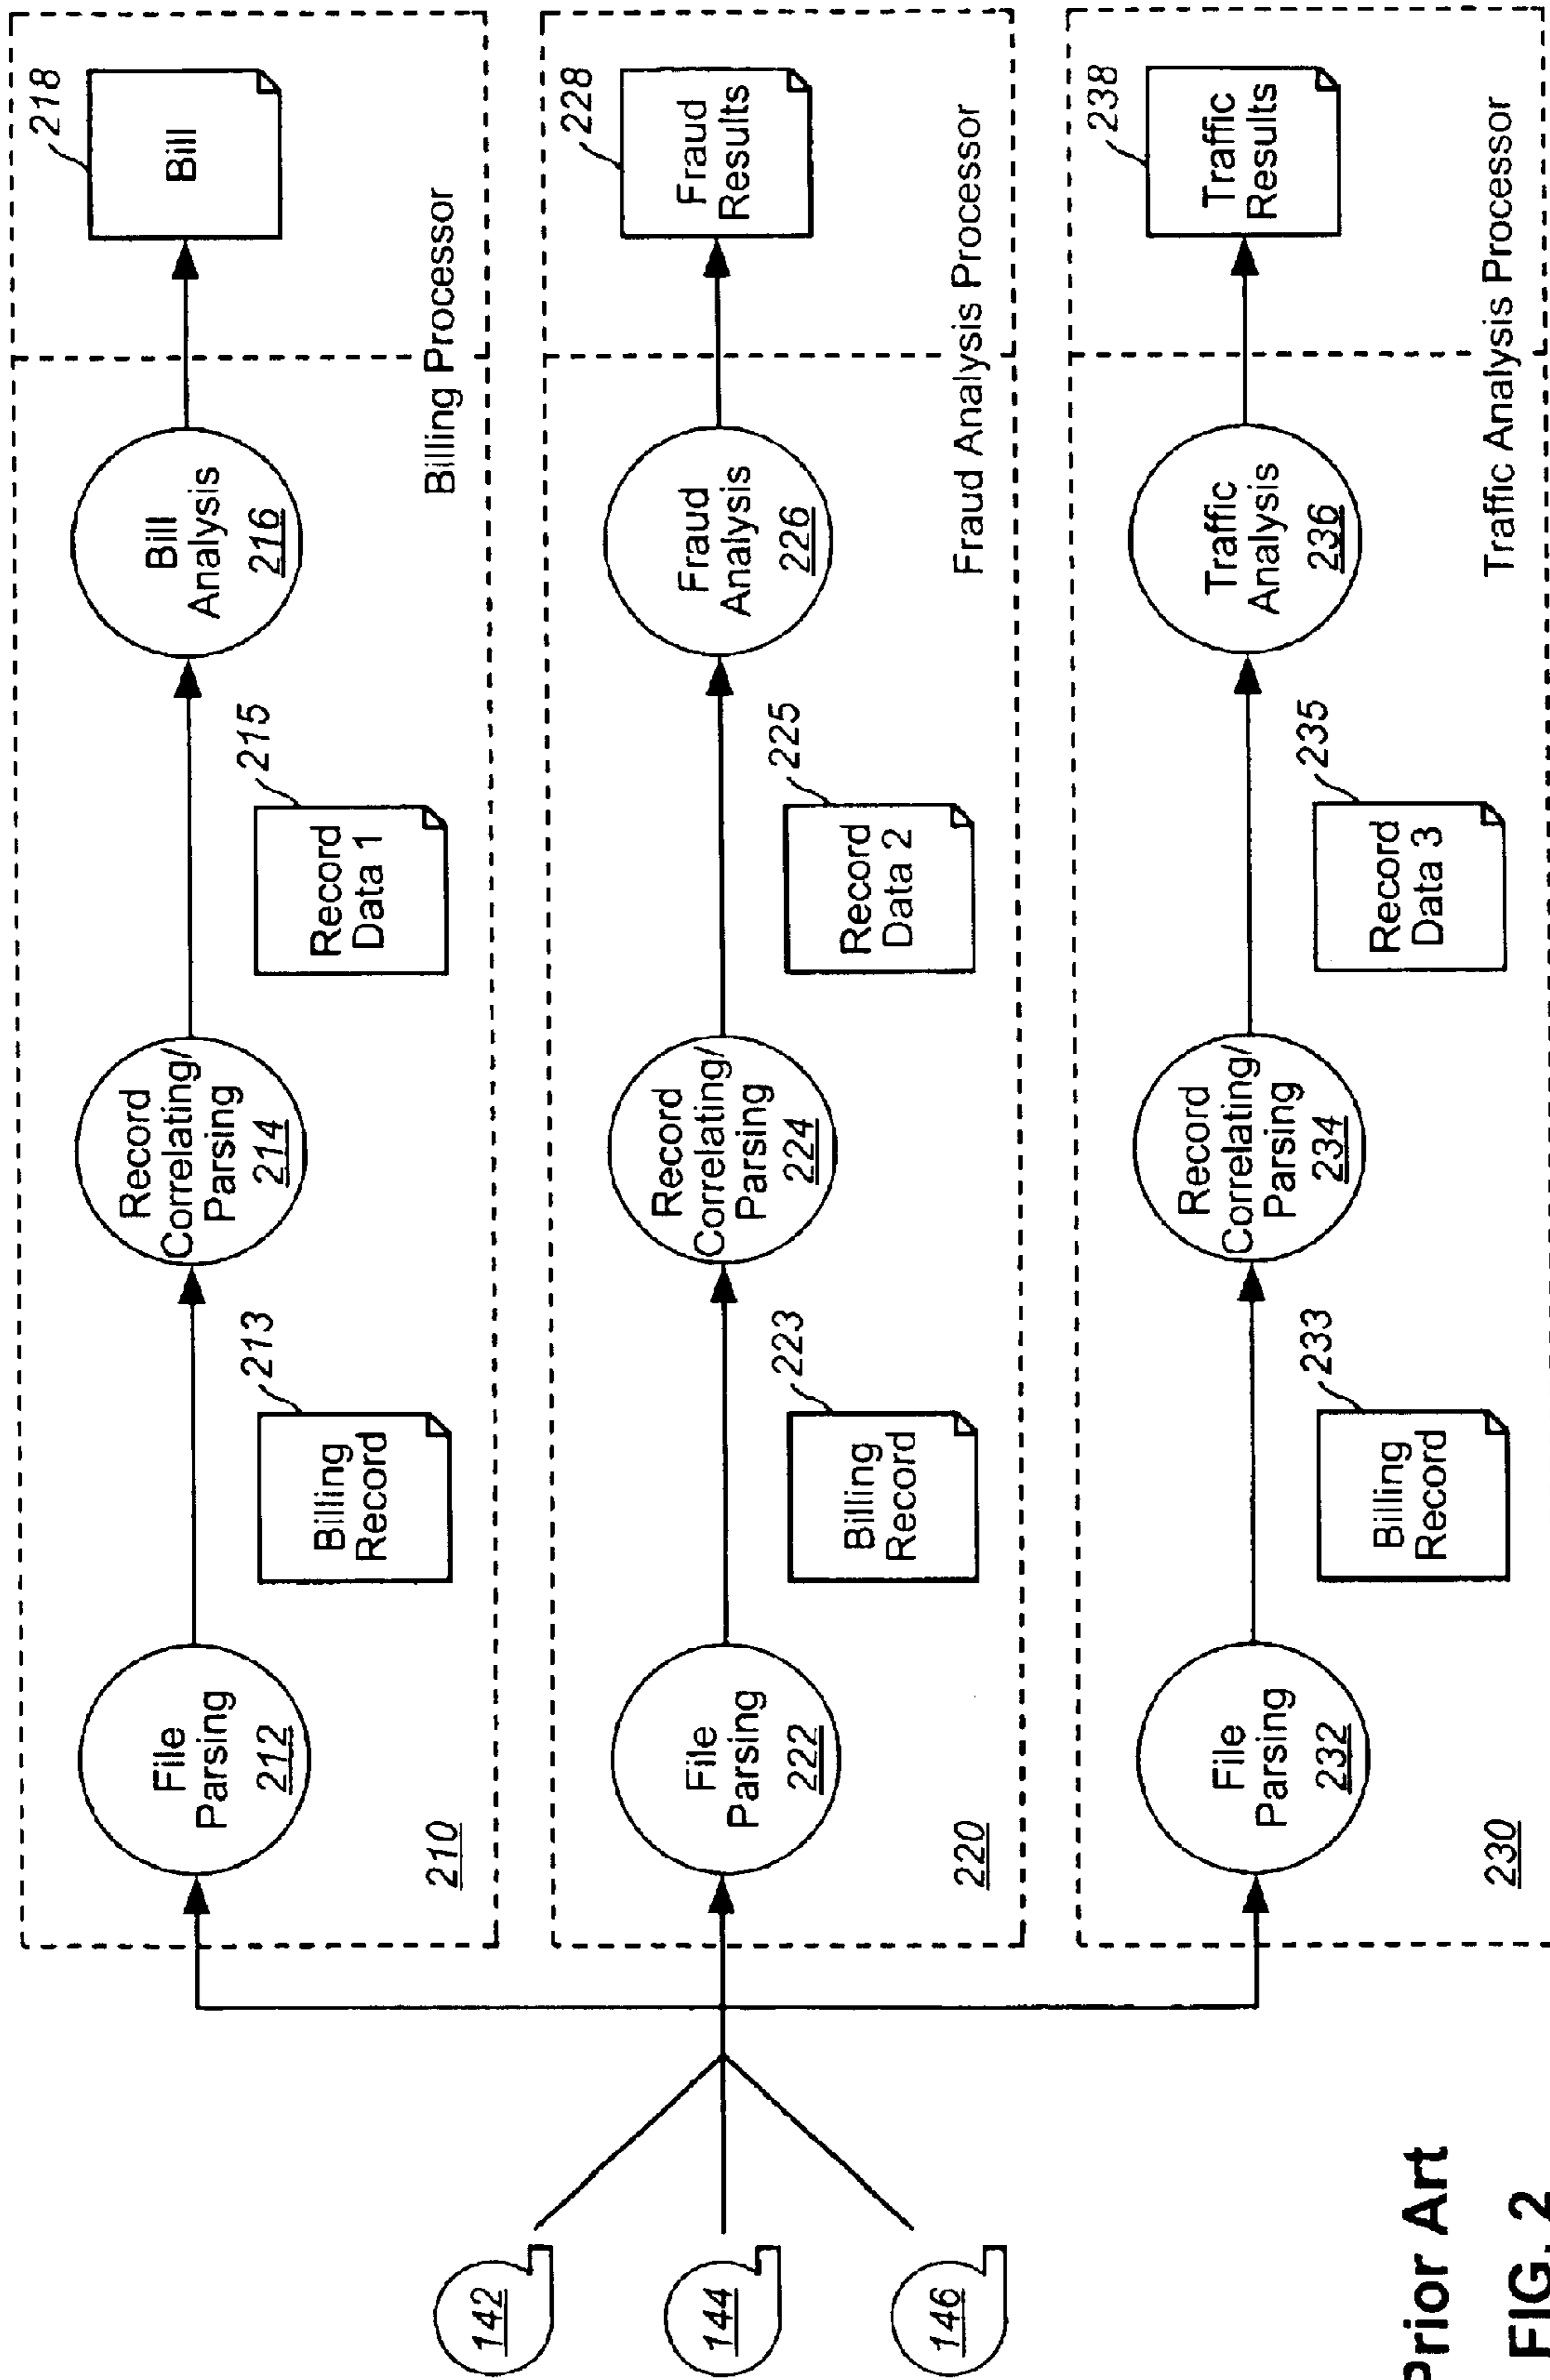 142
144
146
File
Parsing
212
213
Billing
Record
Record
Correlating/
Parsing
214
215
Record
Data 1
Bill
Analysis
216
218
Bill
210
Billing Processor
File
Parsing
222
223
Billing
Record
Record
Correlating/
Parsing
224
225
Record
Data 2
Fraud
Analysis
226
228
Fraud
Results
220
Fraud Analysis Processor
File
Parsing
232
233
Billing
Record
Record
Correlating/
Parsing
234
235
Record
Data 3
Traffic
Analysis
236
238
Traffic
Results
230
Traffic Analysis Processor
Prior Art
FIG. 2